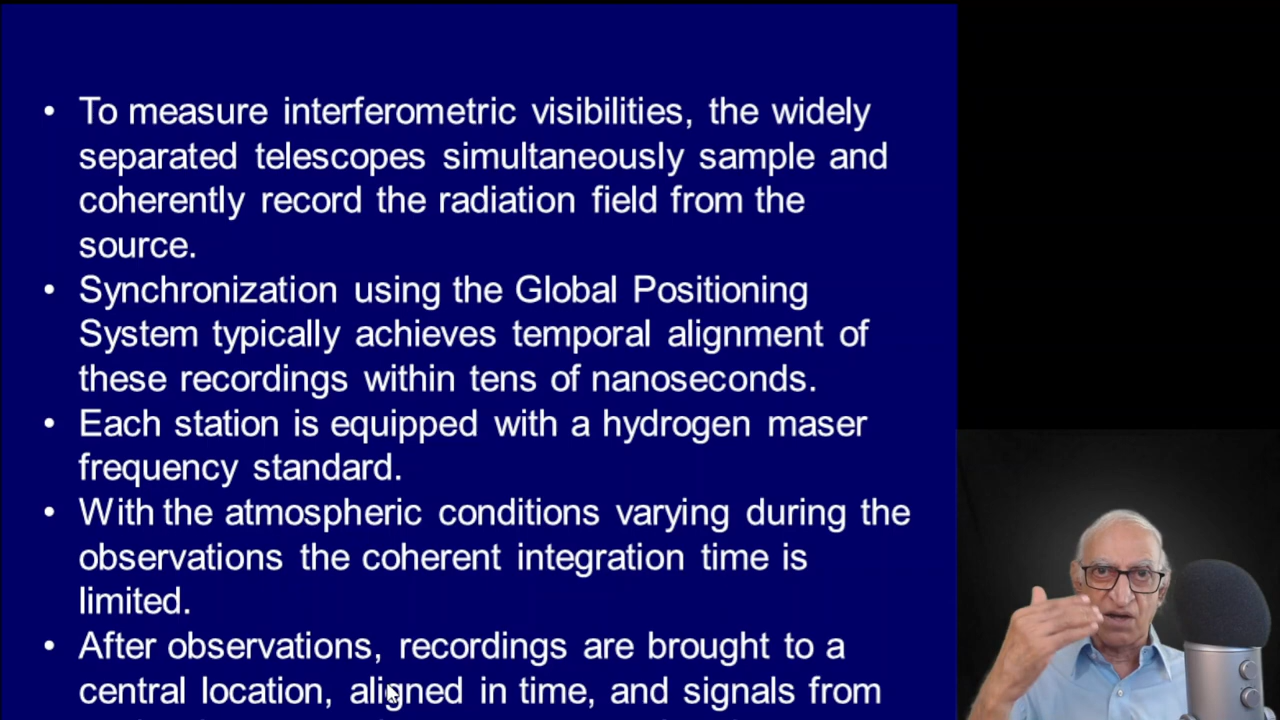 • To measure interferometric visibilities, the widely
separated telescopes simultaneously sample and
coherently record the radiation field from the
source.
• Synchronization using the Global Positioning
System typically achieves temporal alignment of
these recordings within tens of nanoseconds.
• Each station is equipped with a hydrogen maser
frequency standard.
• With the atmospheric conditions varying during the
observations the coherent integration time is
limited.
• After observations, recordings are brought to a
central location, aligned in time, and signals from